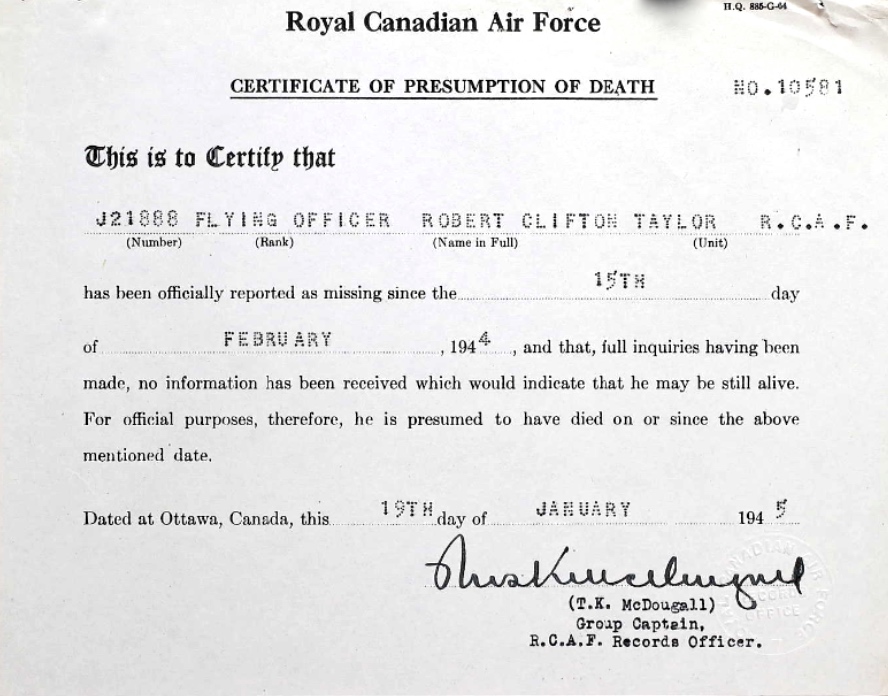 H.Q. 885-G-64
Royal Canadian Air Force
CERTIFICATE OF PRESUMPTION OF DEATH NO.10581
This is to Certify that
J21888 FLYING OFFICER ROBERT CLIFTON TAYLOR R.C.A.F.
(Number) (Rank) (Name in Full) (Unit)
has been officially reported as missing since the 15TH day
of FEBRUARY, 1944, and that, full inquiries having been
made, no information has been received which would indicate that he may be still alive.
For official purposes, therefore, he is presumed to have died on or since the above
mentioned date.
Dated at Ottawa, Canada, this 19TH day of JANUARY 1945
(T.K. McDougall)
Group Captain,
R.C.A.F. Records Officer.